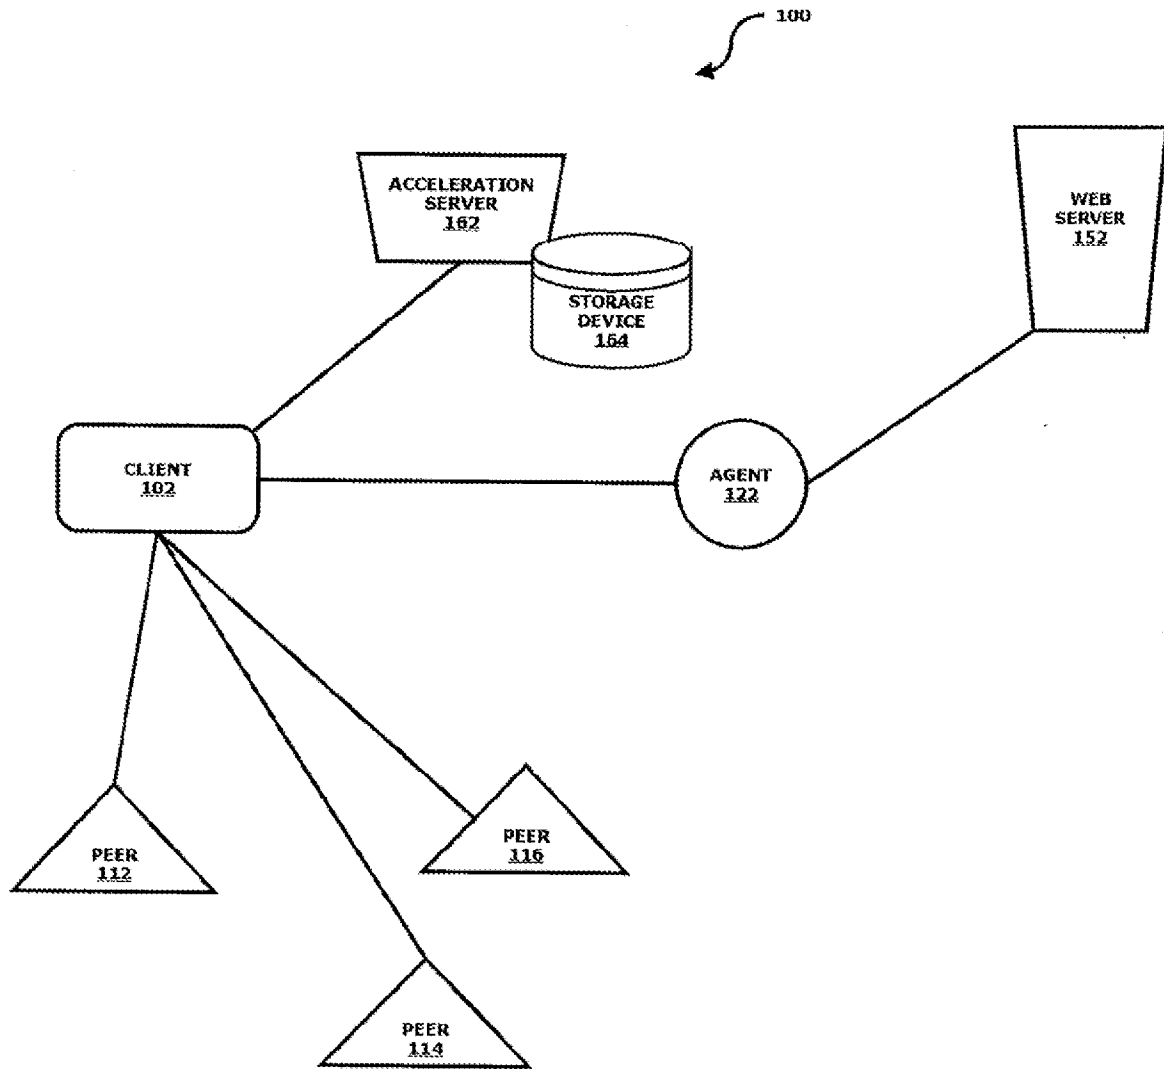 100
ACCELERATION
SERVER
162
WEB
SERVER
152
STORAGE
DEVICE
164
CLIENT
102
AGENT
122
PEER
116
PEER
112
PEER
114